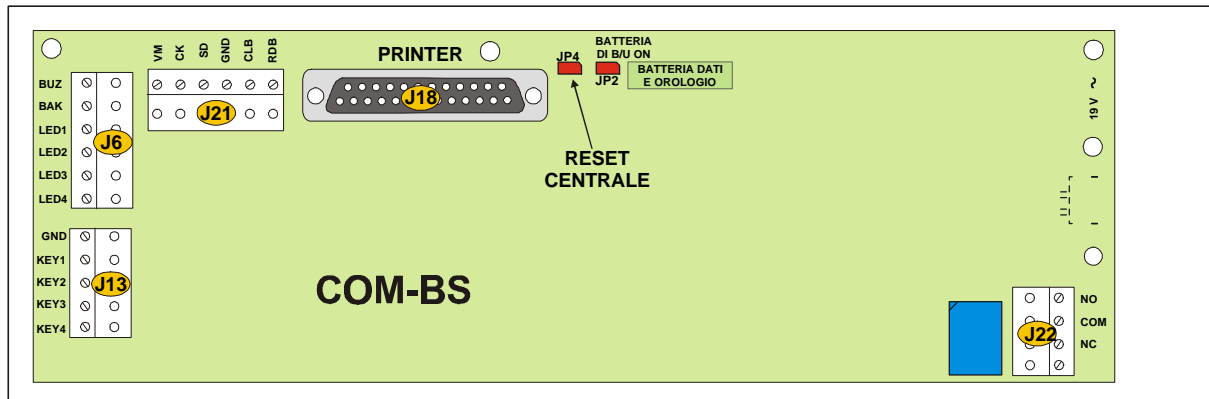 VM
CK
SD
GND
CLB
RDB
PRINTER
J18
J21
JP4
BATTERIA
DI B/U ON
JP2
BATTERIA DATI
E OROLOGIO
RESET
CENTRALE
19 V ~
BUZ
BAK
LED1
LED2
LED3
LED4
J6
GND
KEY1
KEY2
KEY3
KEY4
J13
COM-BS
NO
COM
NC
J22